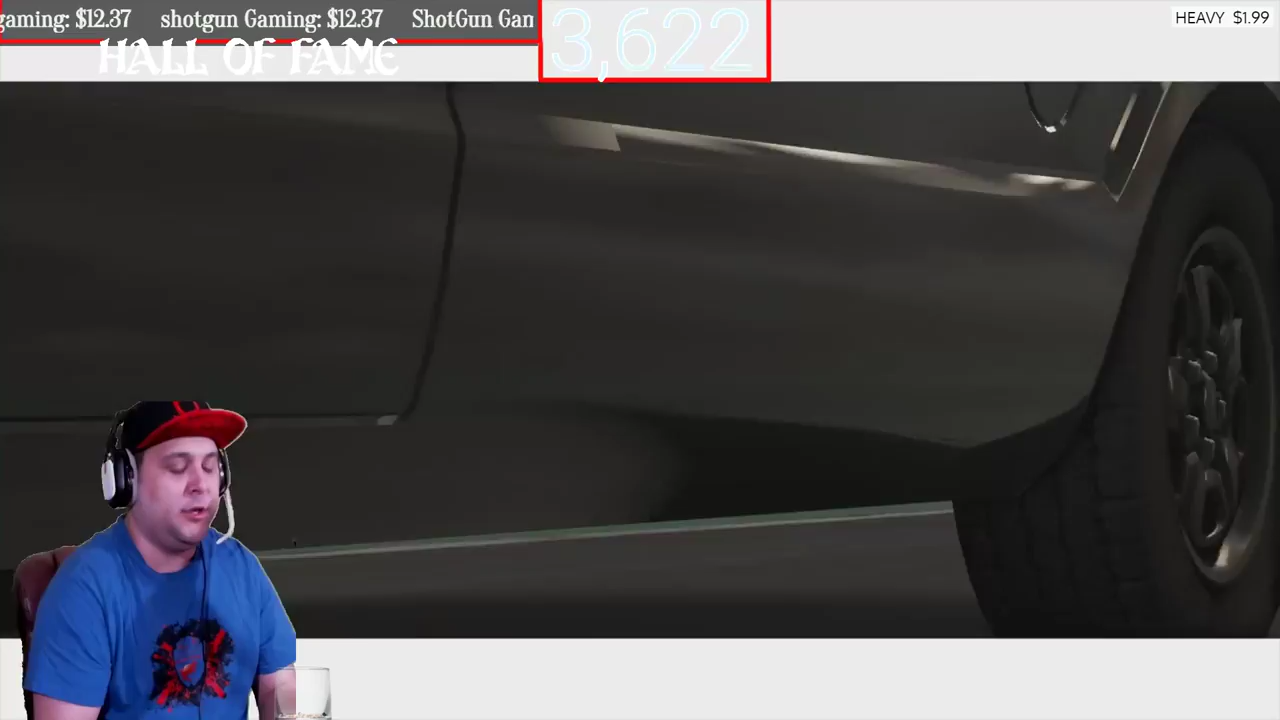 gaming: $12.37 shotgun Gaming: $12.37 ShotGun Gan
HALL OF FAME
3,622
HEAVY $1.99